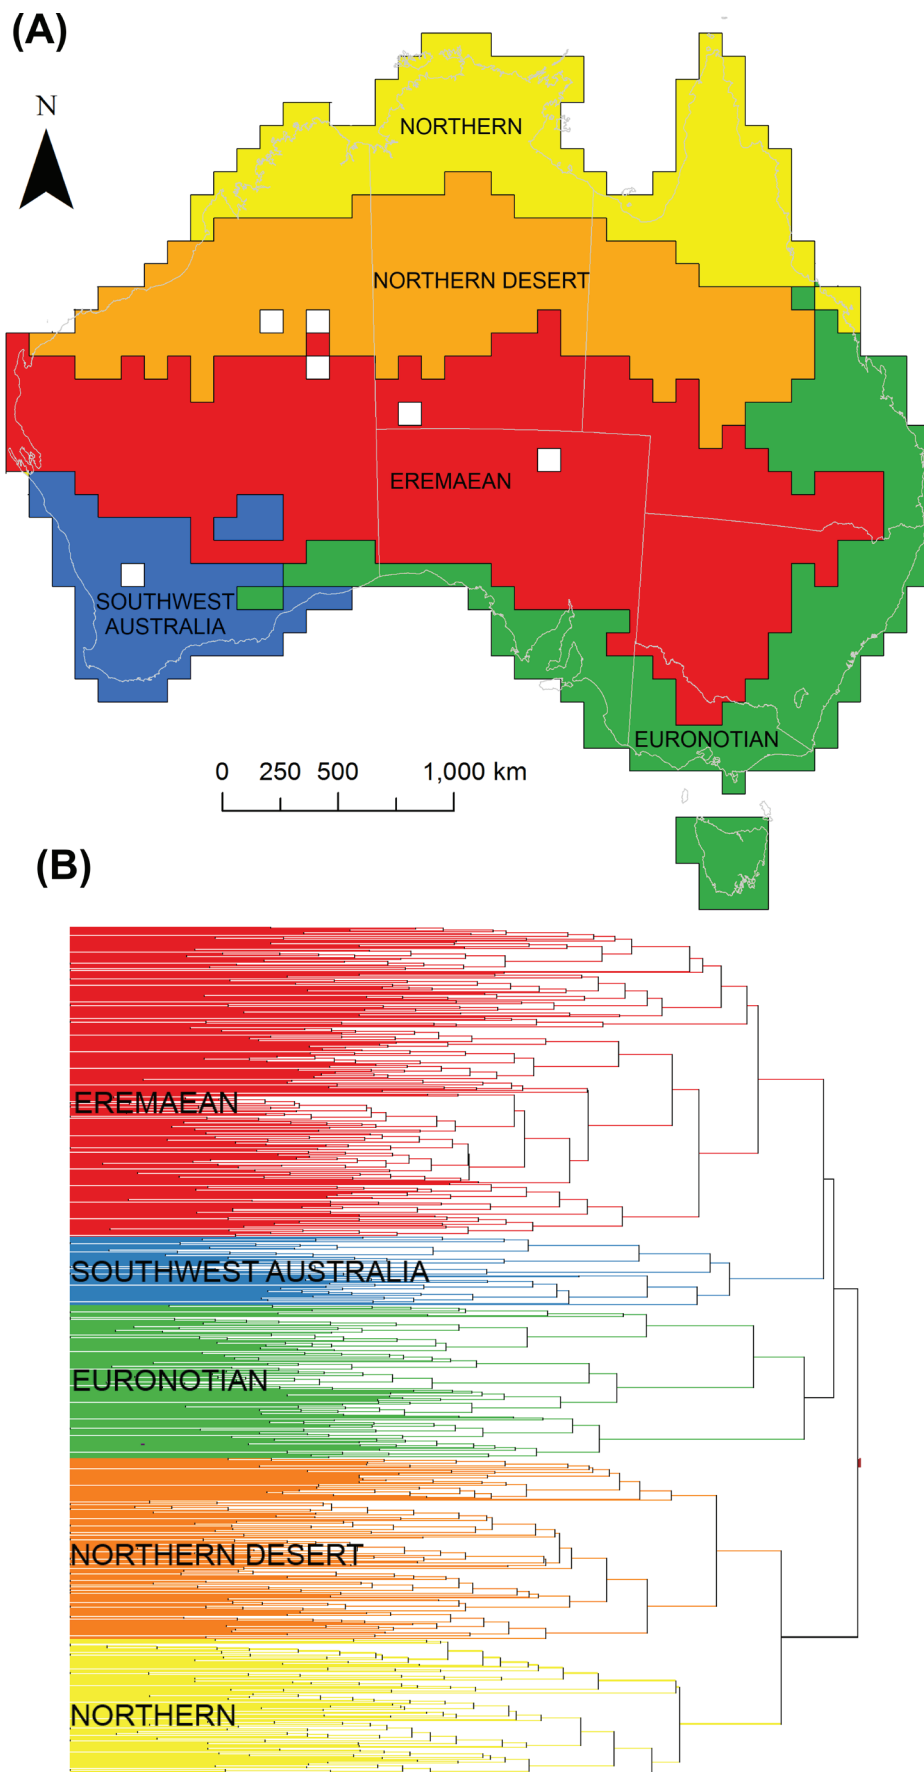 (A)
N
NORTHERN
NORTHERN DESERT
EREMAEAN
SOUTHWEST
AUSTRALIA
EURONOTIAN
0 250 500 1,000 km
(B)
EREMAEAN
SOUTHWEST AUSTRALIA
EURONOTIAN
NORTHERN DESERT
NORTHERN